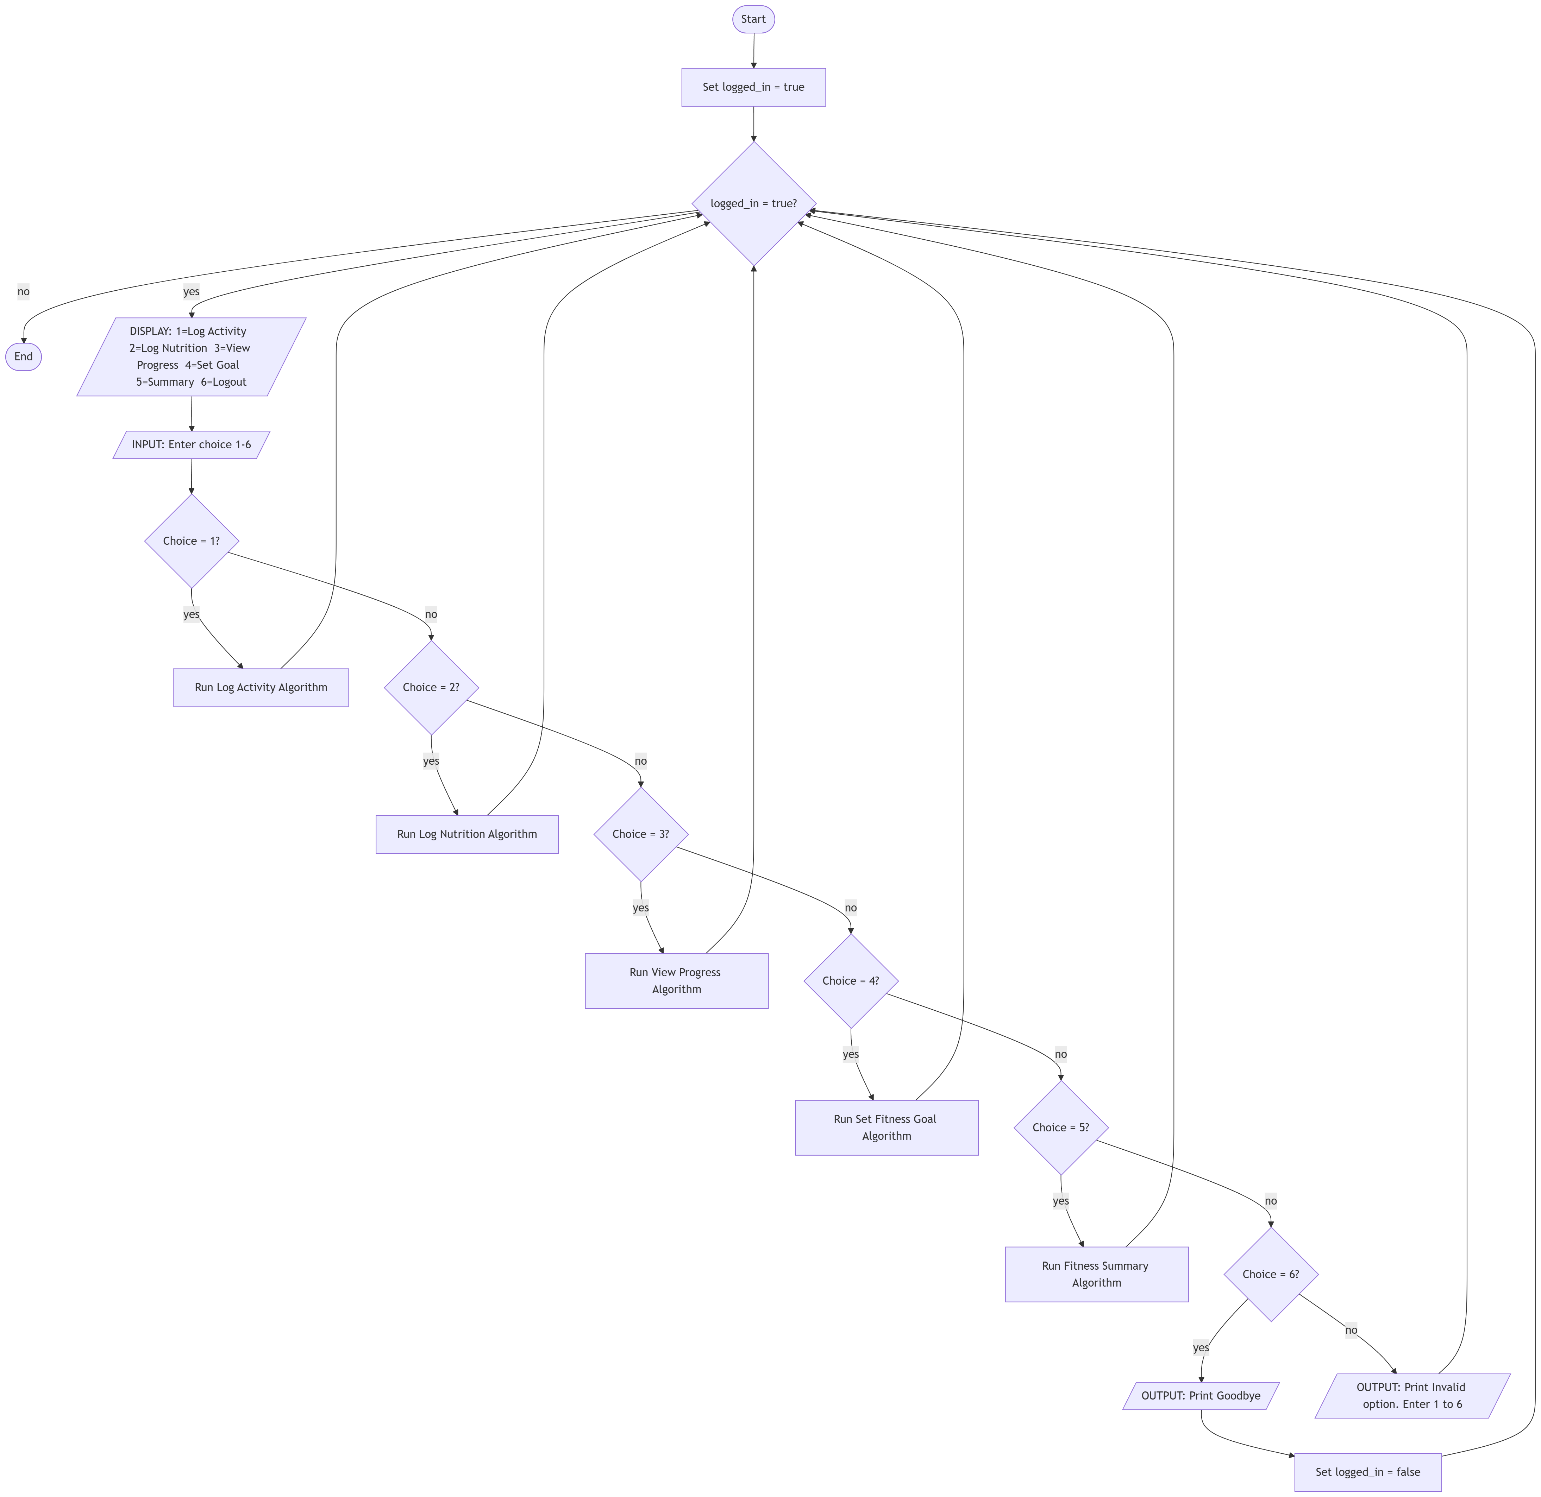 Start
Set logged_in = true
logged_in = true?
no
yes
DISPLAY: 1=Log Activity
2=Log Nutrition  3=View
Progress  4=Set Goal
5=Summary  6=Logout
End
INPUT: Enter choice 1-6
Choice = 1?
yes
no
Run Log Activity Algorithm
Choice = 2?
yes
no
Run Log Nutrition Algorithm
Choice = 3?
yes
no
Run View Progress
Algorithm
Choice = 4?
yes
no
Run Set Fitness Goal
Algorithm
Choice = 5?
yes
no
Run Fitness Summary
Algorithm
Choice = 6?
yes
no
OUTPUT: Print Goodbye
OUTPUT: Print Invalid
option. Enter 1 to 6
Set logged_in = false